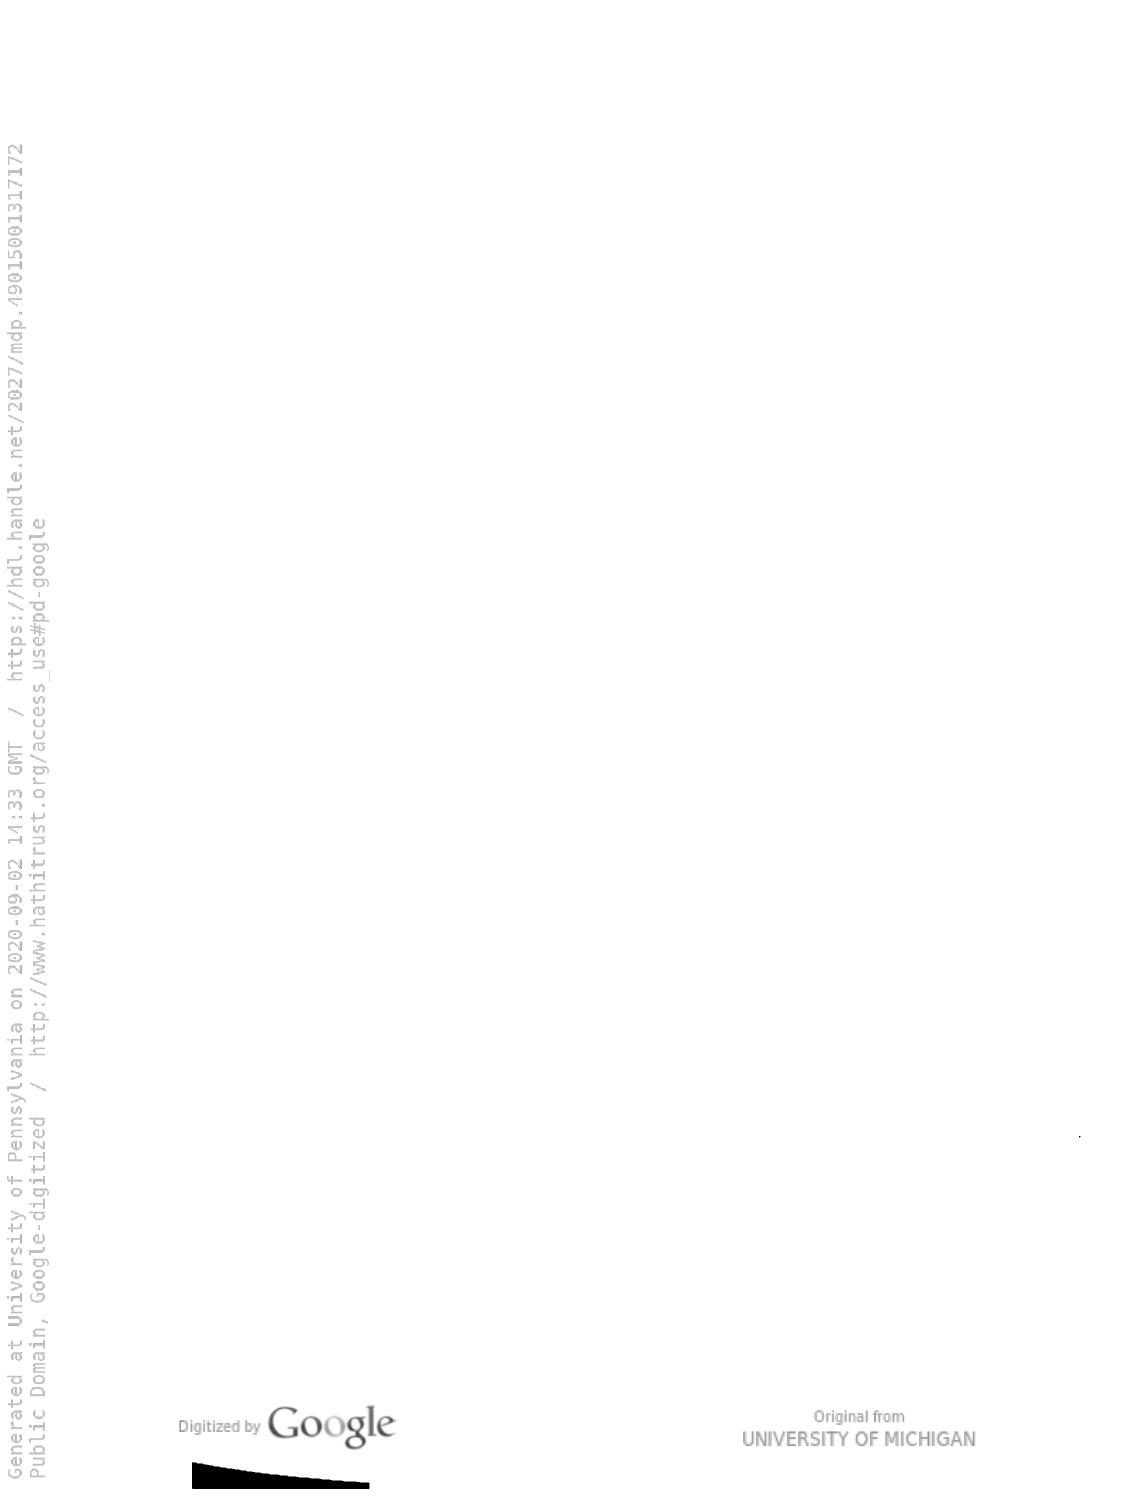 Generated at University of Pennsylvania on 2020-09-02 14:33 GMT / https://hdl.handle.net/2027/mdp.49015001317172
Public Domain, Google-digitized / http://www.hathitrust.org/access_use#pd-google
Digitized by Google
Original from
UNIVERSITY OF MICHIGAN